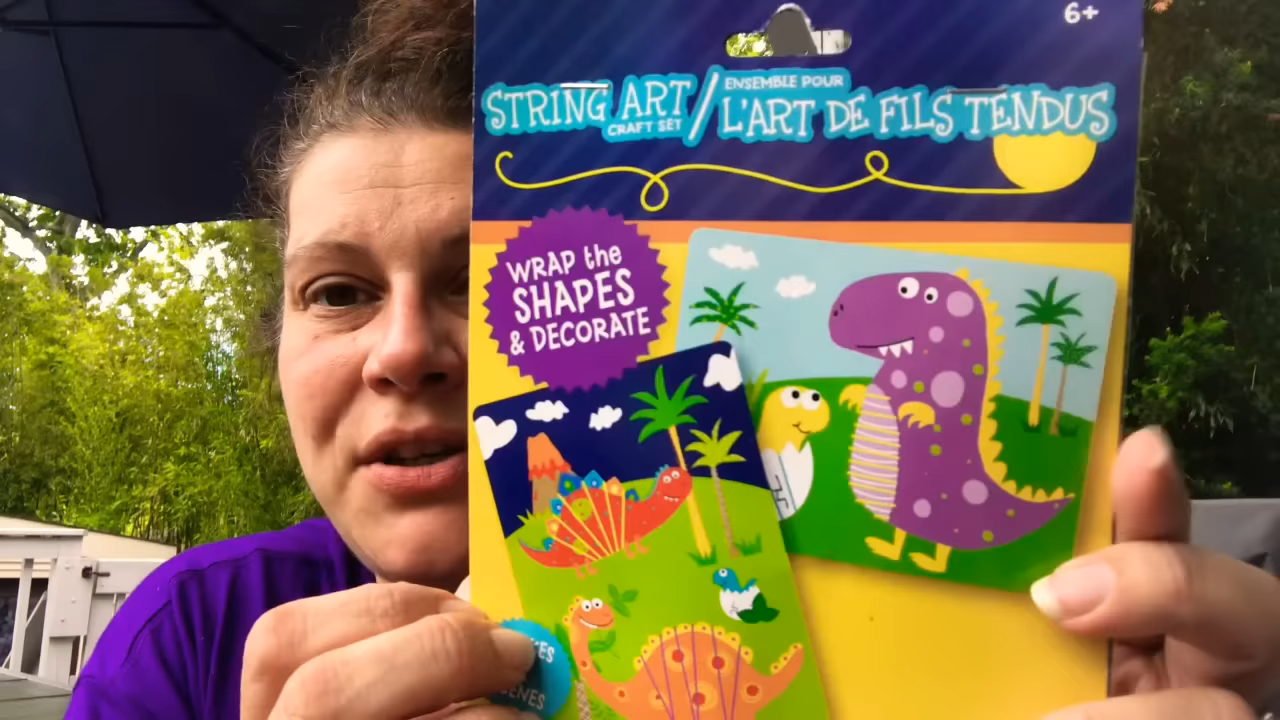 6+
STRING ART
CRAFT SET
/
ENSEMBLE POUR
L'ART DE FILS TENDUS
WRAP the
SHAPES
& DECORATE